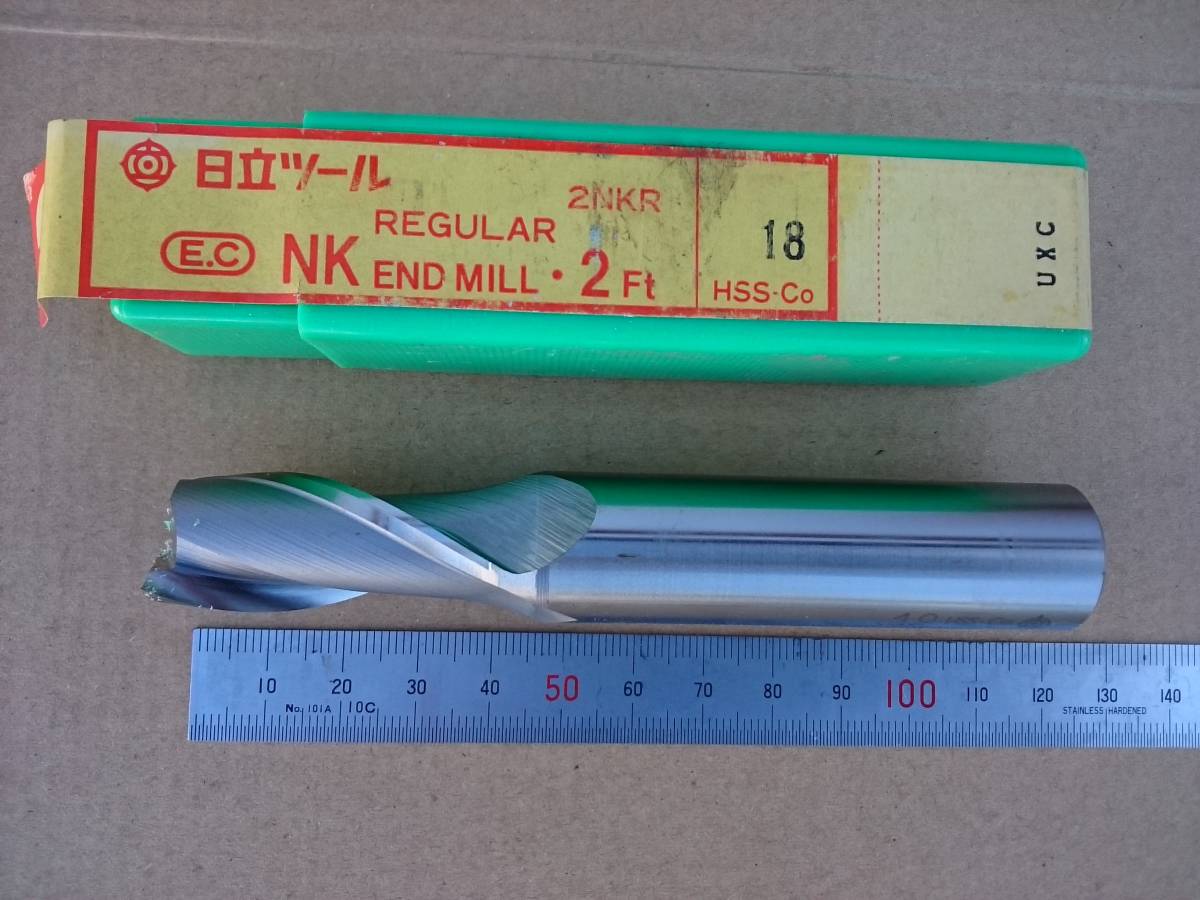 日立ツール
2NKR
REGULAR
E.C NK END MILL・2 Ft
18
HSS-Co
UXC
10 20 30 40 50 60 70 80 90 100 110 120 130 140
No. 101A 10C
STAINLESS HARDENED